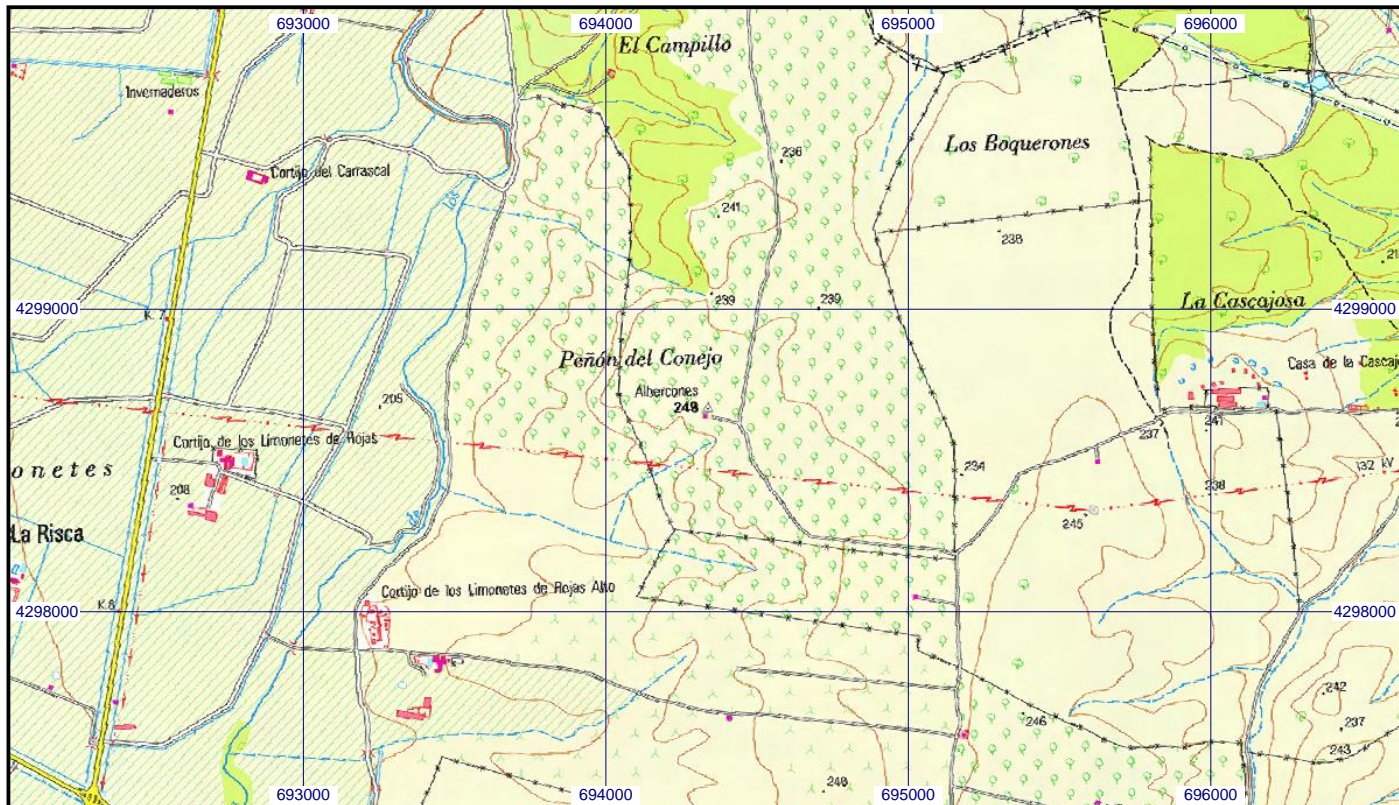 693000 694000 695000 696000
El Campillo
Invernaderos
Los Boquerones
236
Cortijo del Carrascal
los
241
238
La Cascajosa
239 239
4299000 4299000
K. 7
Peñón del Conejo
Casa de la Cascaj
Albercones
249
205
241
237
Cortijo de los Limonetes de Rojas
onetes
234
132 kV
208
238
de
245
La Risca
Cortijo de los Limonetes de Rojas Alto
K.8
4298000 4298000
242
246
237
243
248
693000 694000 695000 696000